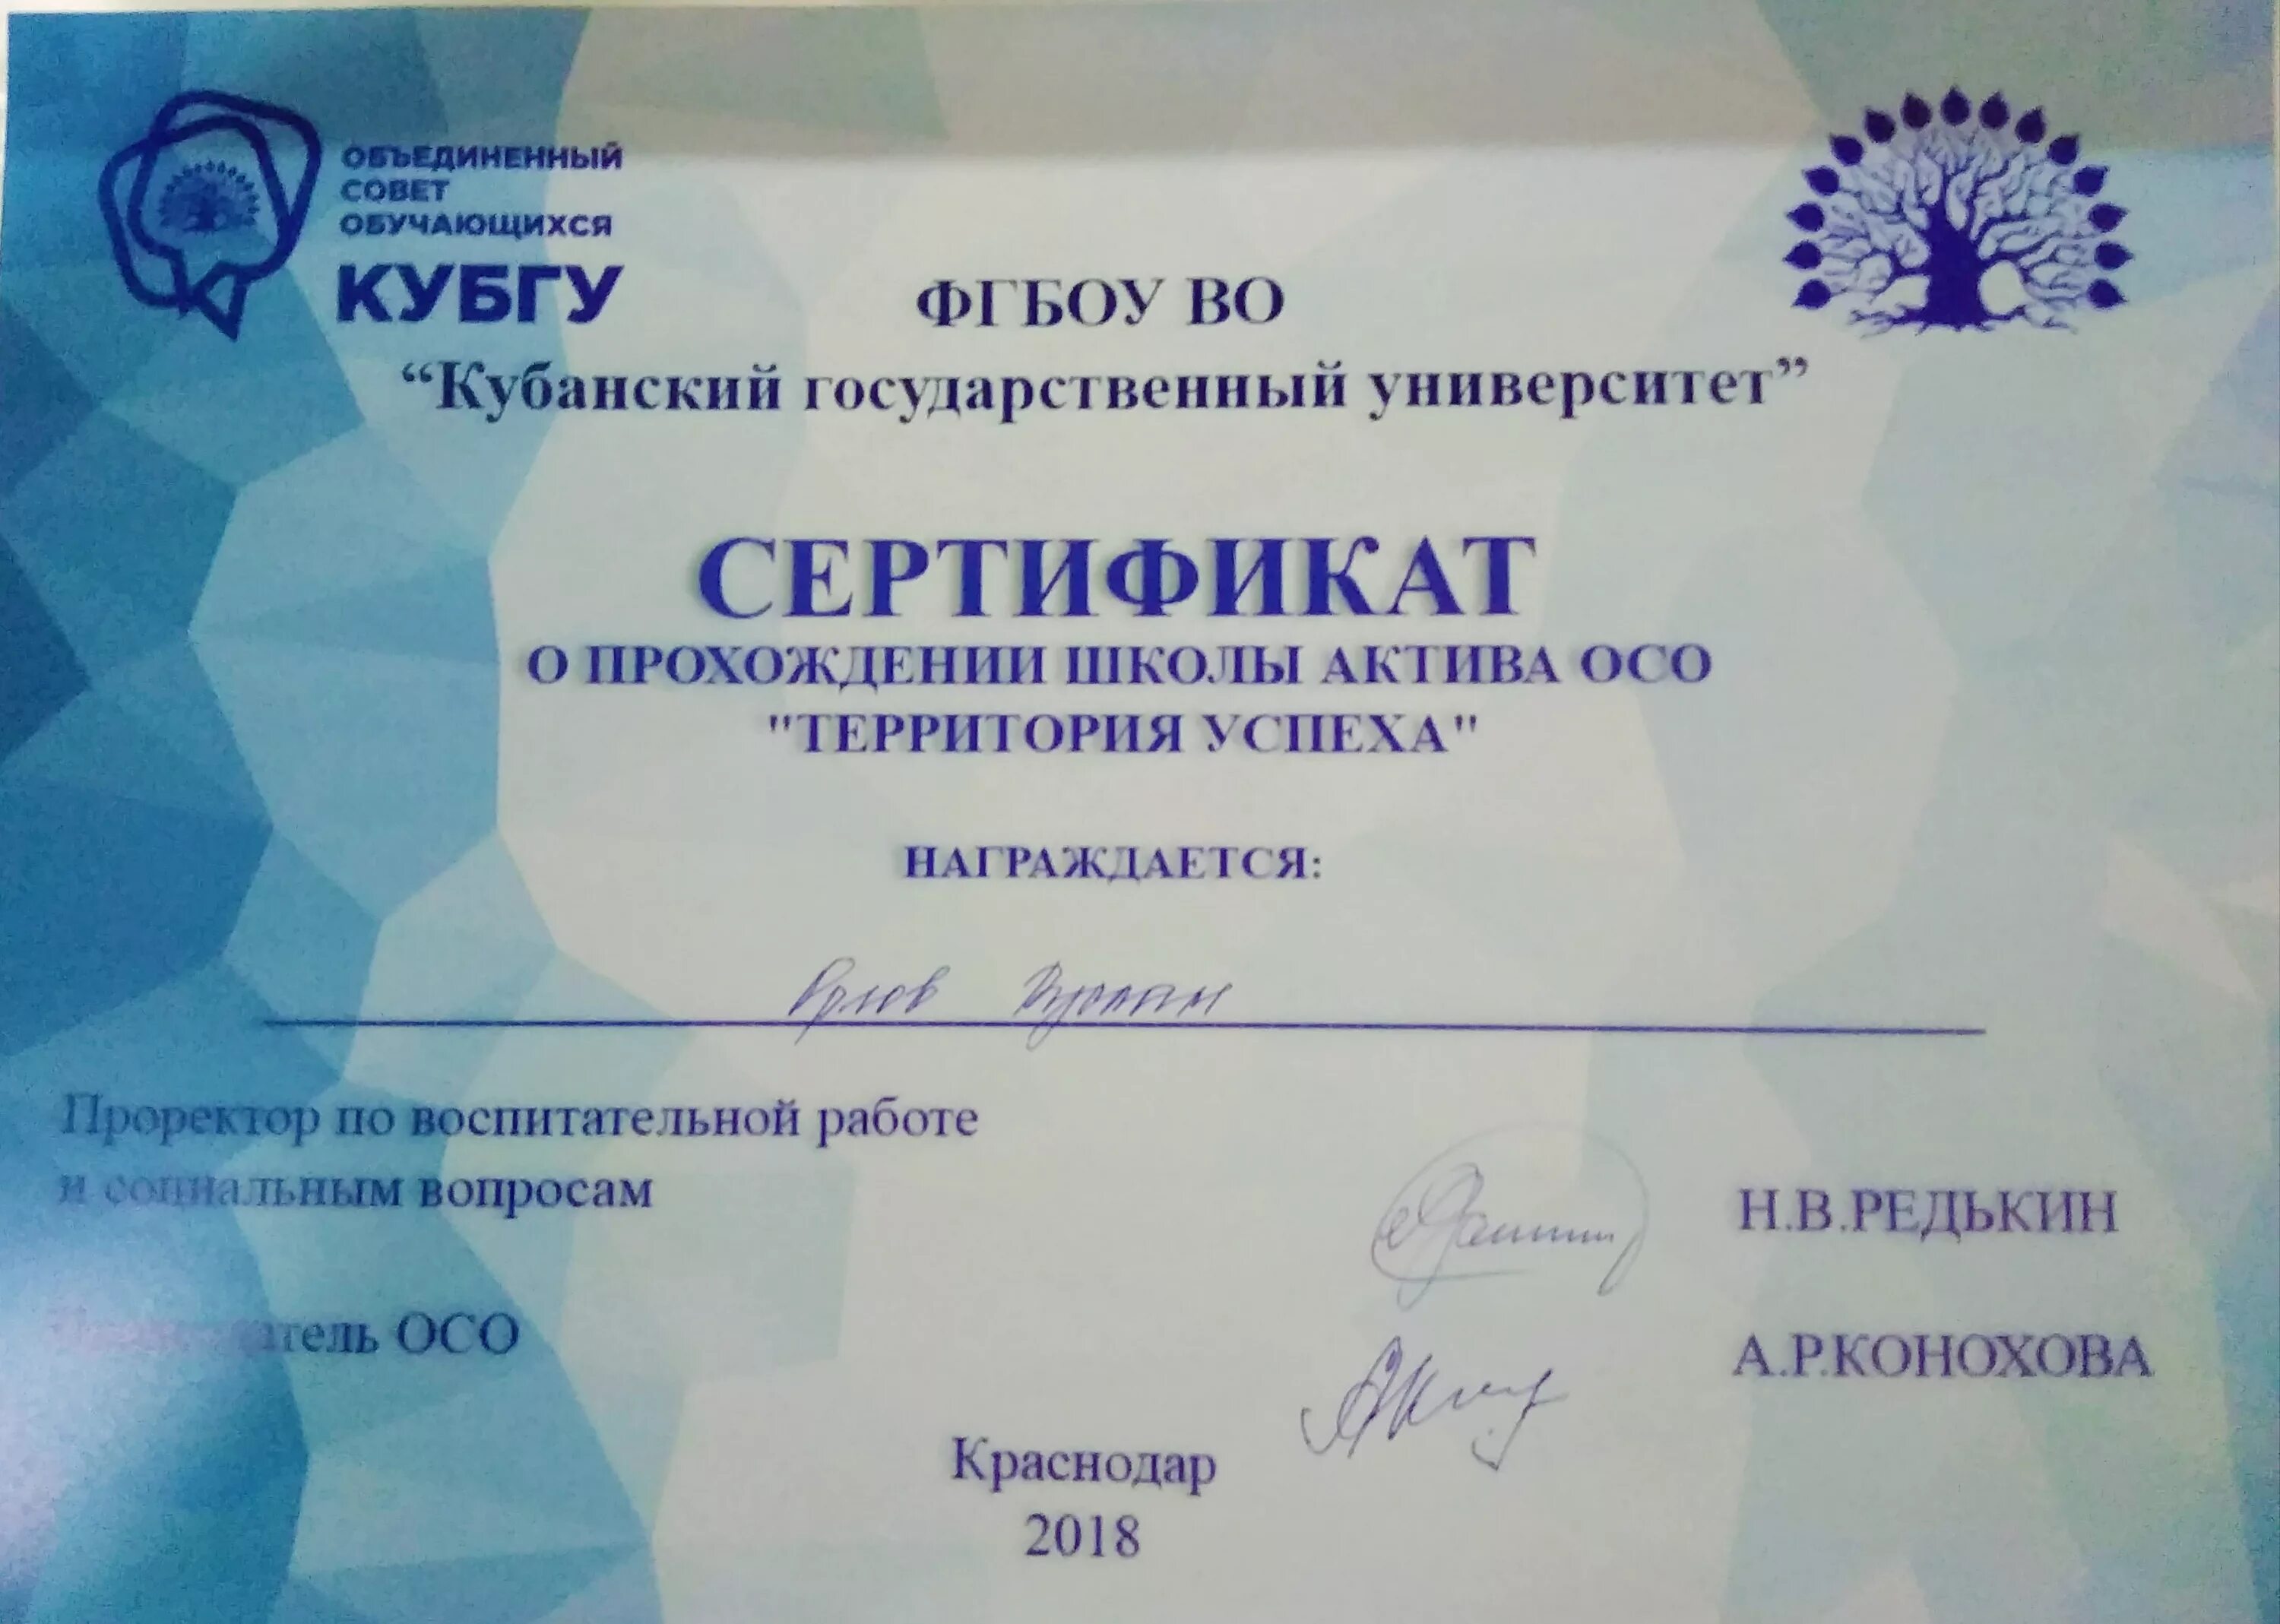 ОБЪЕДИНЕННЫЙ
СОВЕТ
ОБУЧАЮЩИХСЯ
КУБГУ
ФГБОУ ВО
“Кубанский государственный университет”
СЕРТИФИКАТ
О ПРОХОЖДЕНИИ ШКОЛЫ АКТИВА ОСО
"ТЕРРИТОРИЯ УСПЕХА"
НАГРАЖДАЕТСЯ:
Орлов
Проректор по воспитательной работе
и социальным вопросам
Н.В.РЕДЬКИН
ОСО
А.Р.КОНОХОВА
Краснодар
2018